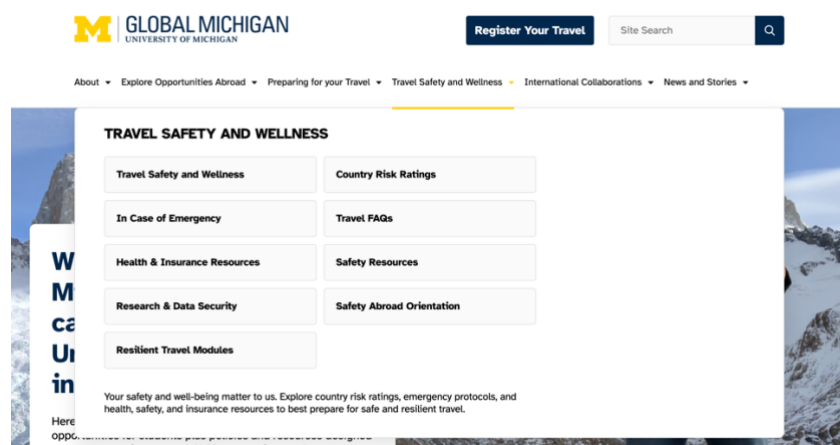 M GLOBAL MICHIGAN
UNIVERSITY OF MICHIGAN
Register Your Travel
Site Search
About Explore Opportunities Abroad Preparing for your Travel Travel Safety and Wellness International Collaborations News and Stories
TRAVEL SAFETY AND WELLNESS
Travel Safety and Wellness
Country Risk Ratings
In Case of Emergency
Travel FAQs
Health & Insurance Resources
Safety Resources
Research & Data Security
Safety Abroad Orientation
Resilient Travel Modules
Your safety and well-being matter to us. Explore country risk ratings, emergency protocols, and
health, safety, and insurance resources to best prepare for safe and resilient travel.
in
Here